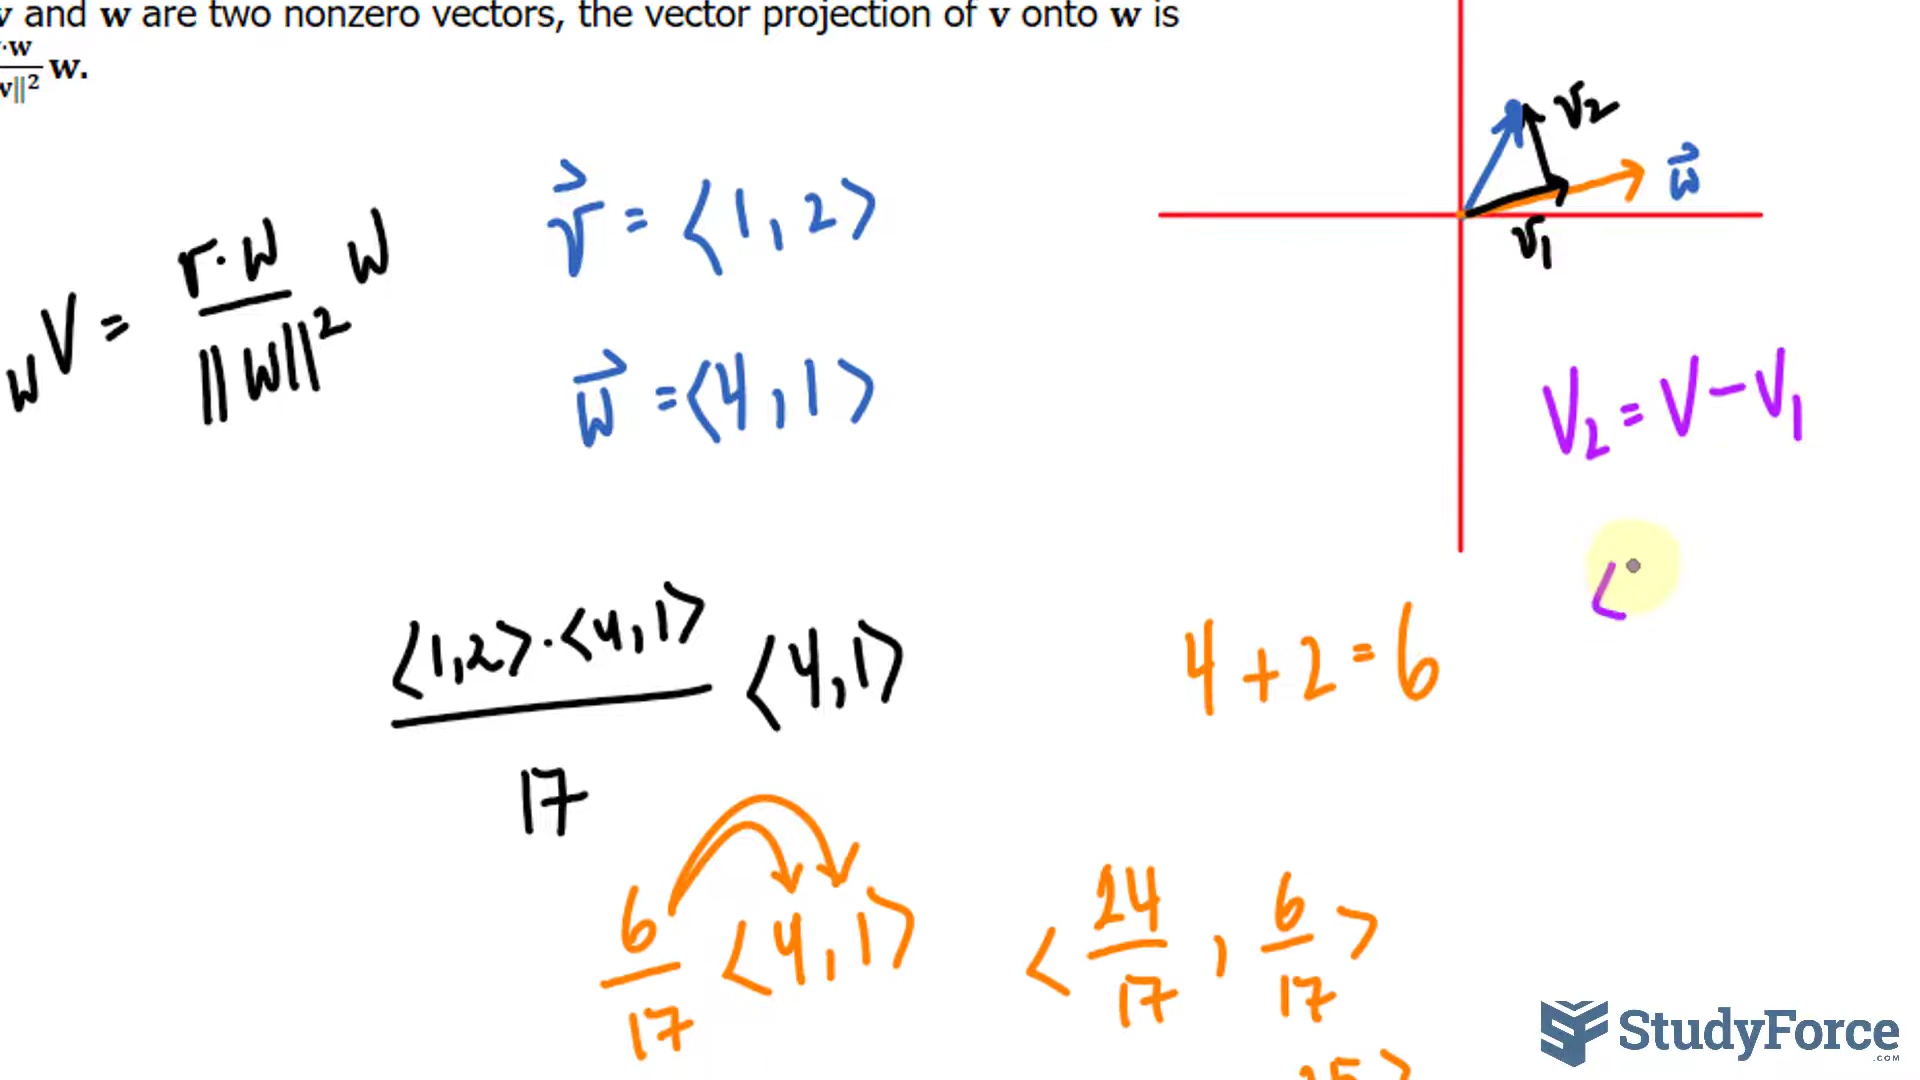 v and w are two nonzero vectors, the vector projection of v onto w is
·w
w‖² w.
v2
w⃗
v1
v⃗ = ⟨1, 2⟩
w V = v·w / ‖w‖² w
w⃗ = ⟨4, 1⟩
V2 = V - V1
⟨
⟨1,2⟩·⟨4,1⟩ / 17 ⟨4,1⟩
4 + 2 = 6
6/17 ⟨4, 1⟩
⟨24/17, 6/17⟩
StudyForce
.COM